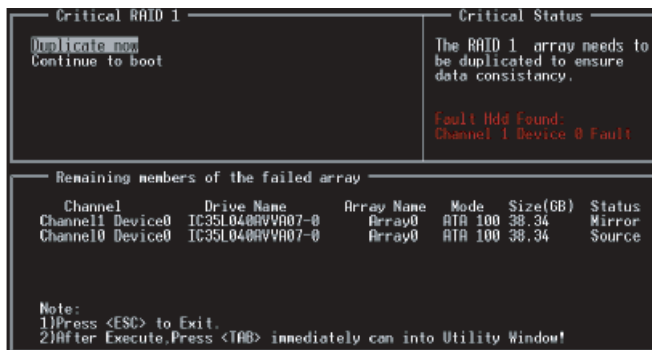 Critical RAID 1
Duplicate now
Continue to boot
Critical Status
The RAID 1 array needs to
be duplicated to ensure
data consistancy.
Fault Hdd Found:
Channel 1 Device 0 Fault
Remaining members of the failed array
Channel Drive Name Array Name Mode Size(GB) Status
Channel1 Device0 IC35L040AVVA07-0 Array0 ATA 100 38.34 Mirror
Channel0 Device0 IC35L040AVVA07-0 Array0 ATA 100 38.34 Source
Note:
1)Press <ESC> to Exit.
2)After Execute,Press <TAB> immediately can into Utility Window!